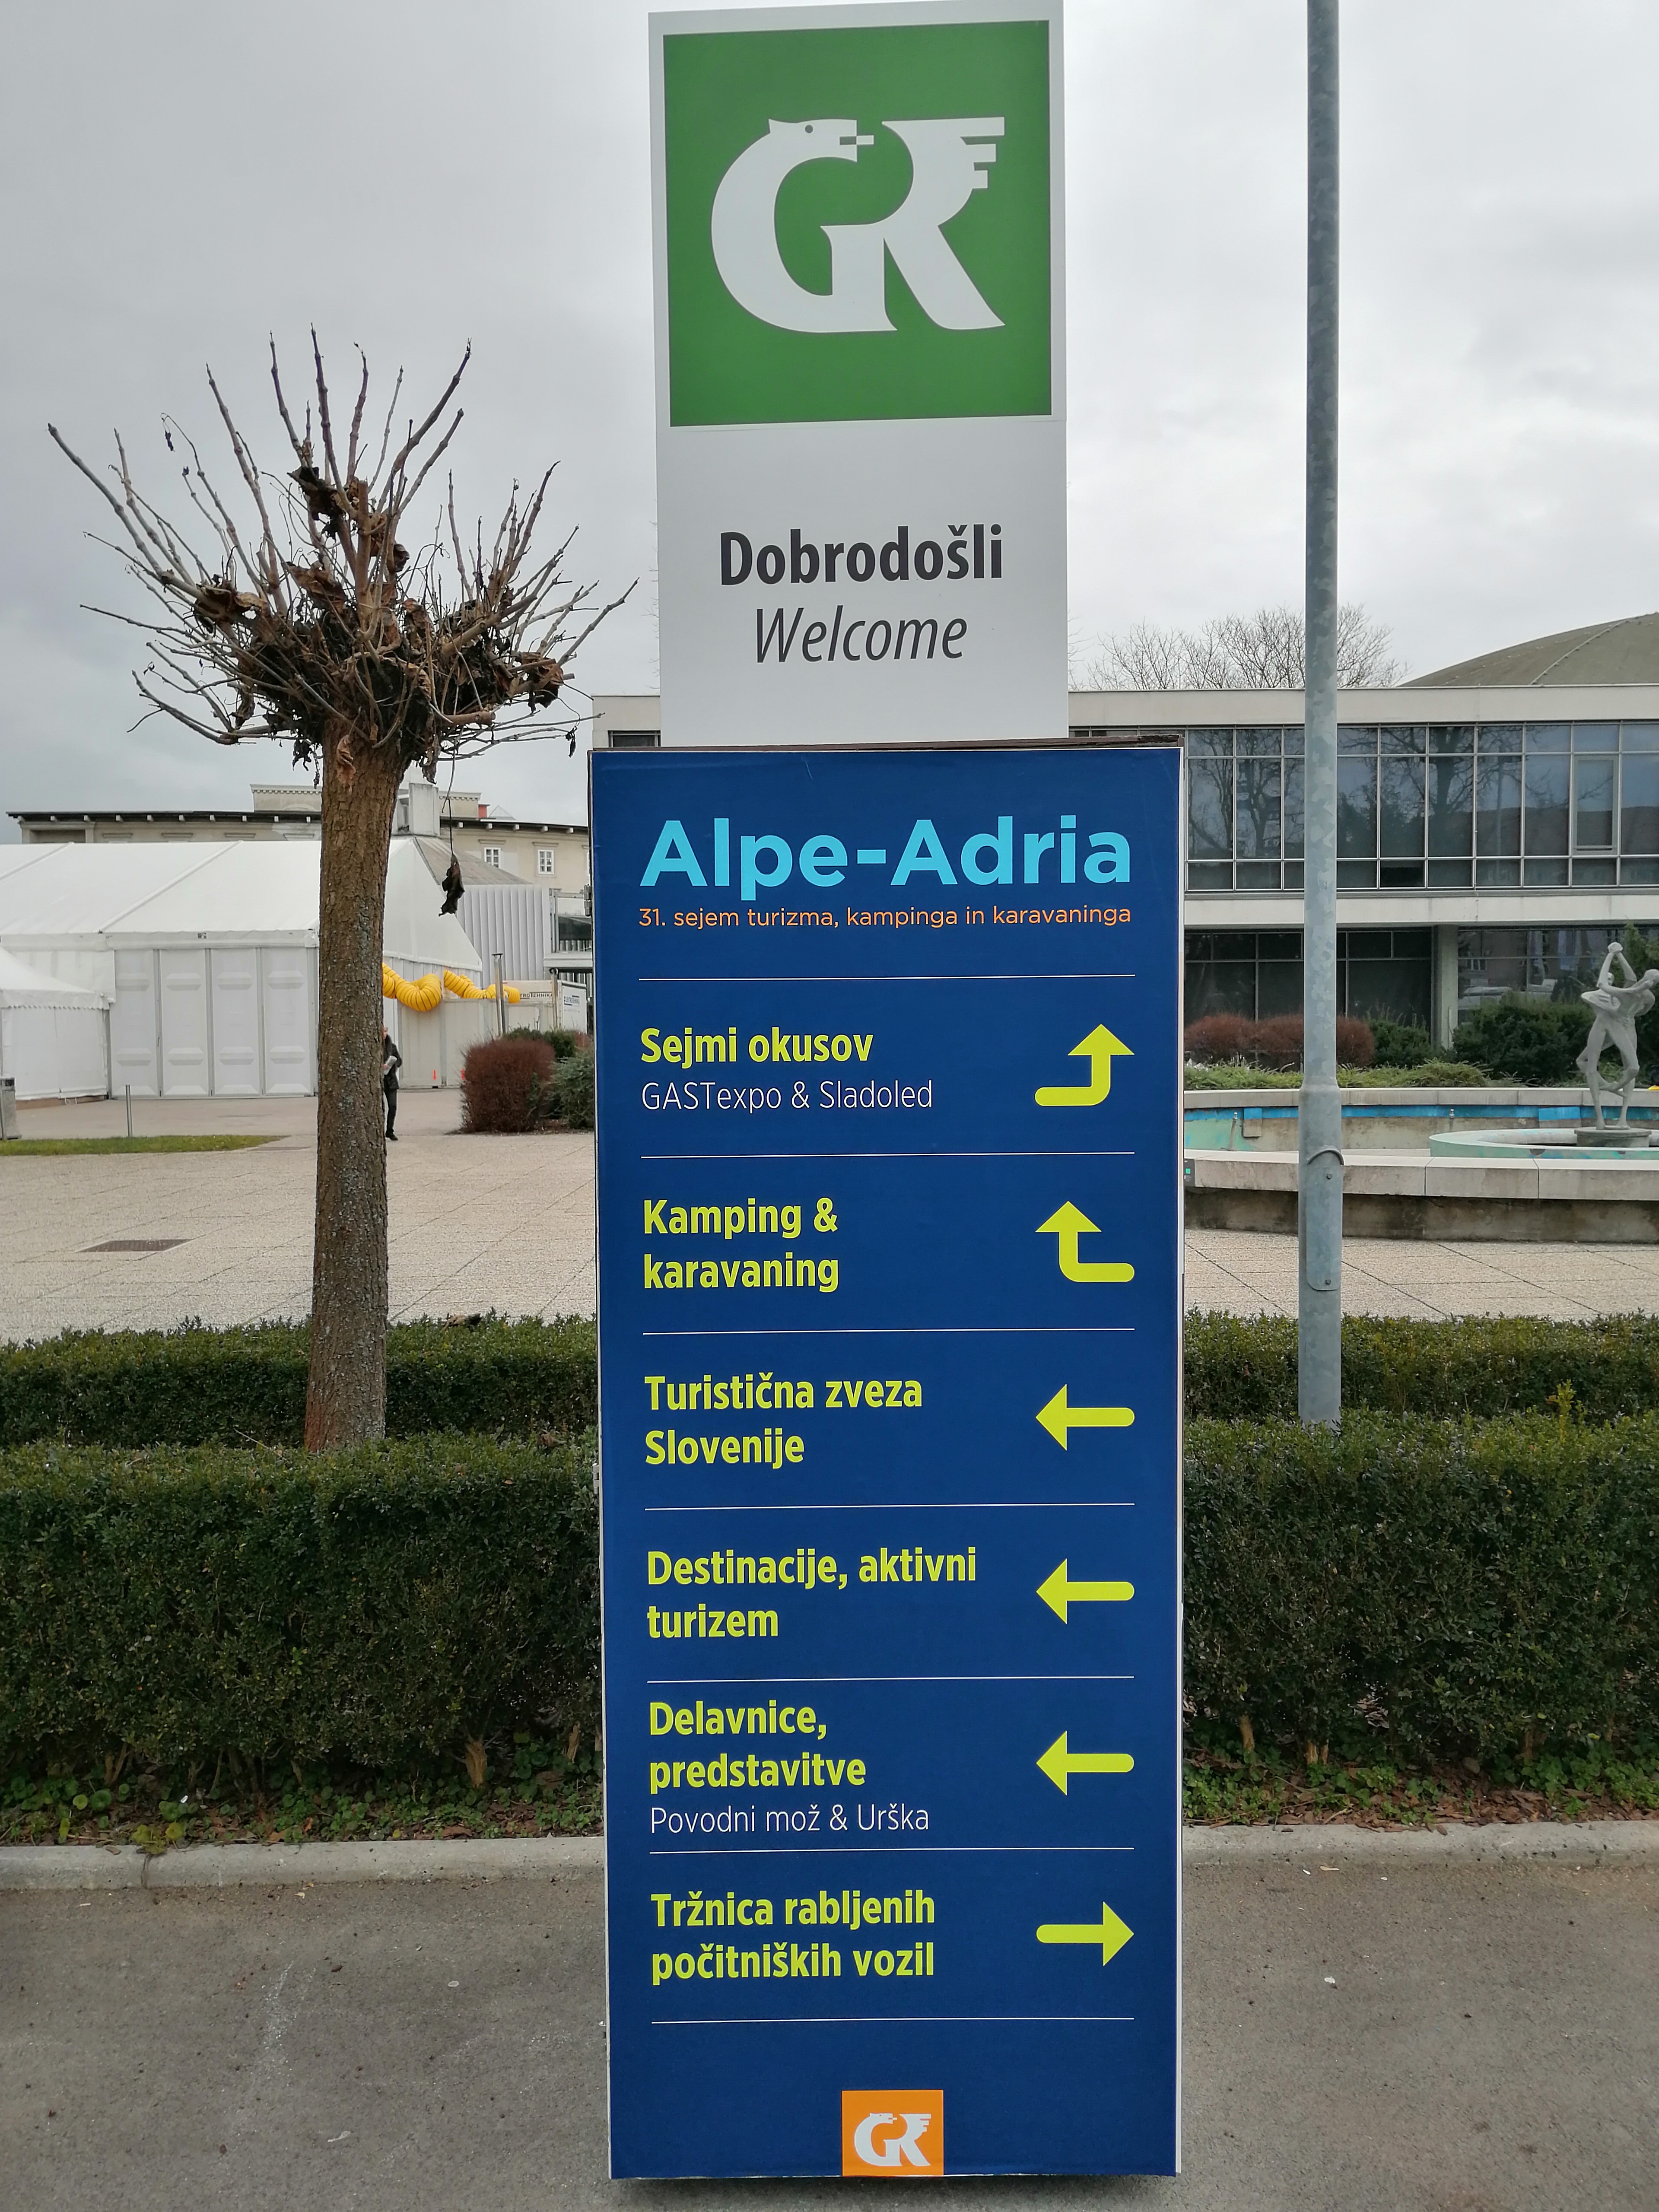 GR
Dobrodošli
Welcome
Alpe-Adria
31. sejem turizma, kampinga in karavaninga
Sejmi okusov
GASTexpo & Sladoled
Kamping &
karavaning
Turistična zveza
Slovenije
Destinacije, aktivni
turizem
Delavnice,
predstavitve
Povodni mož & Urška
Tržnica rabljenih
počitniških vozil
GR